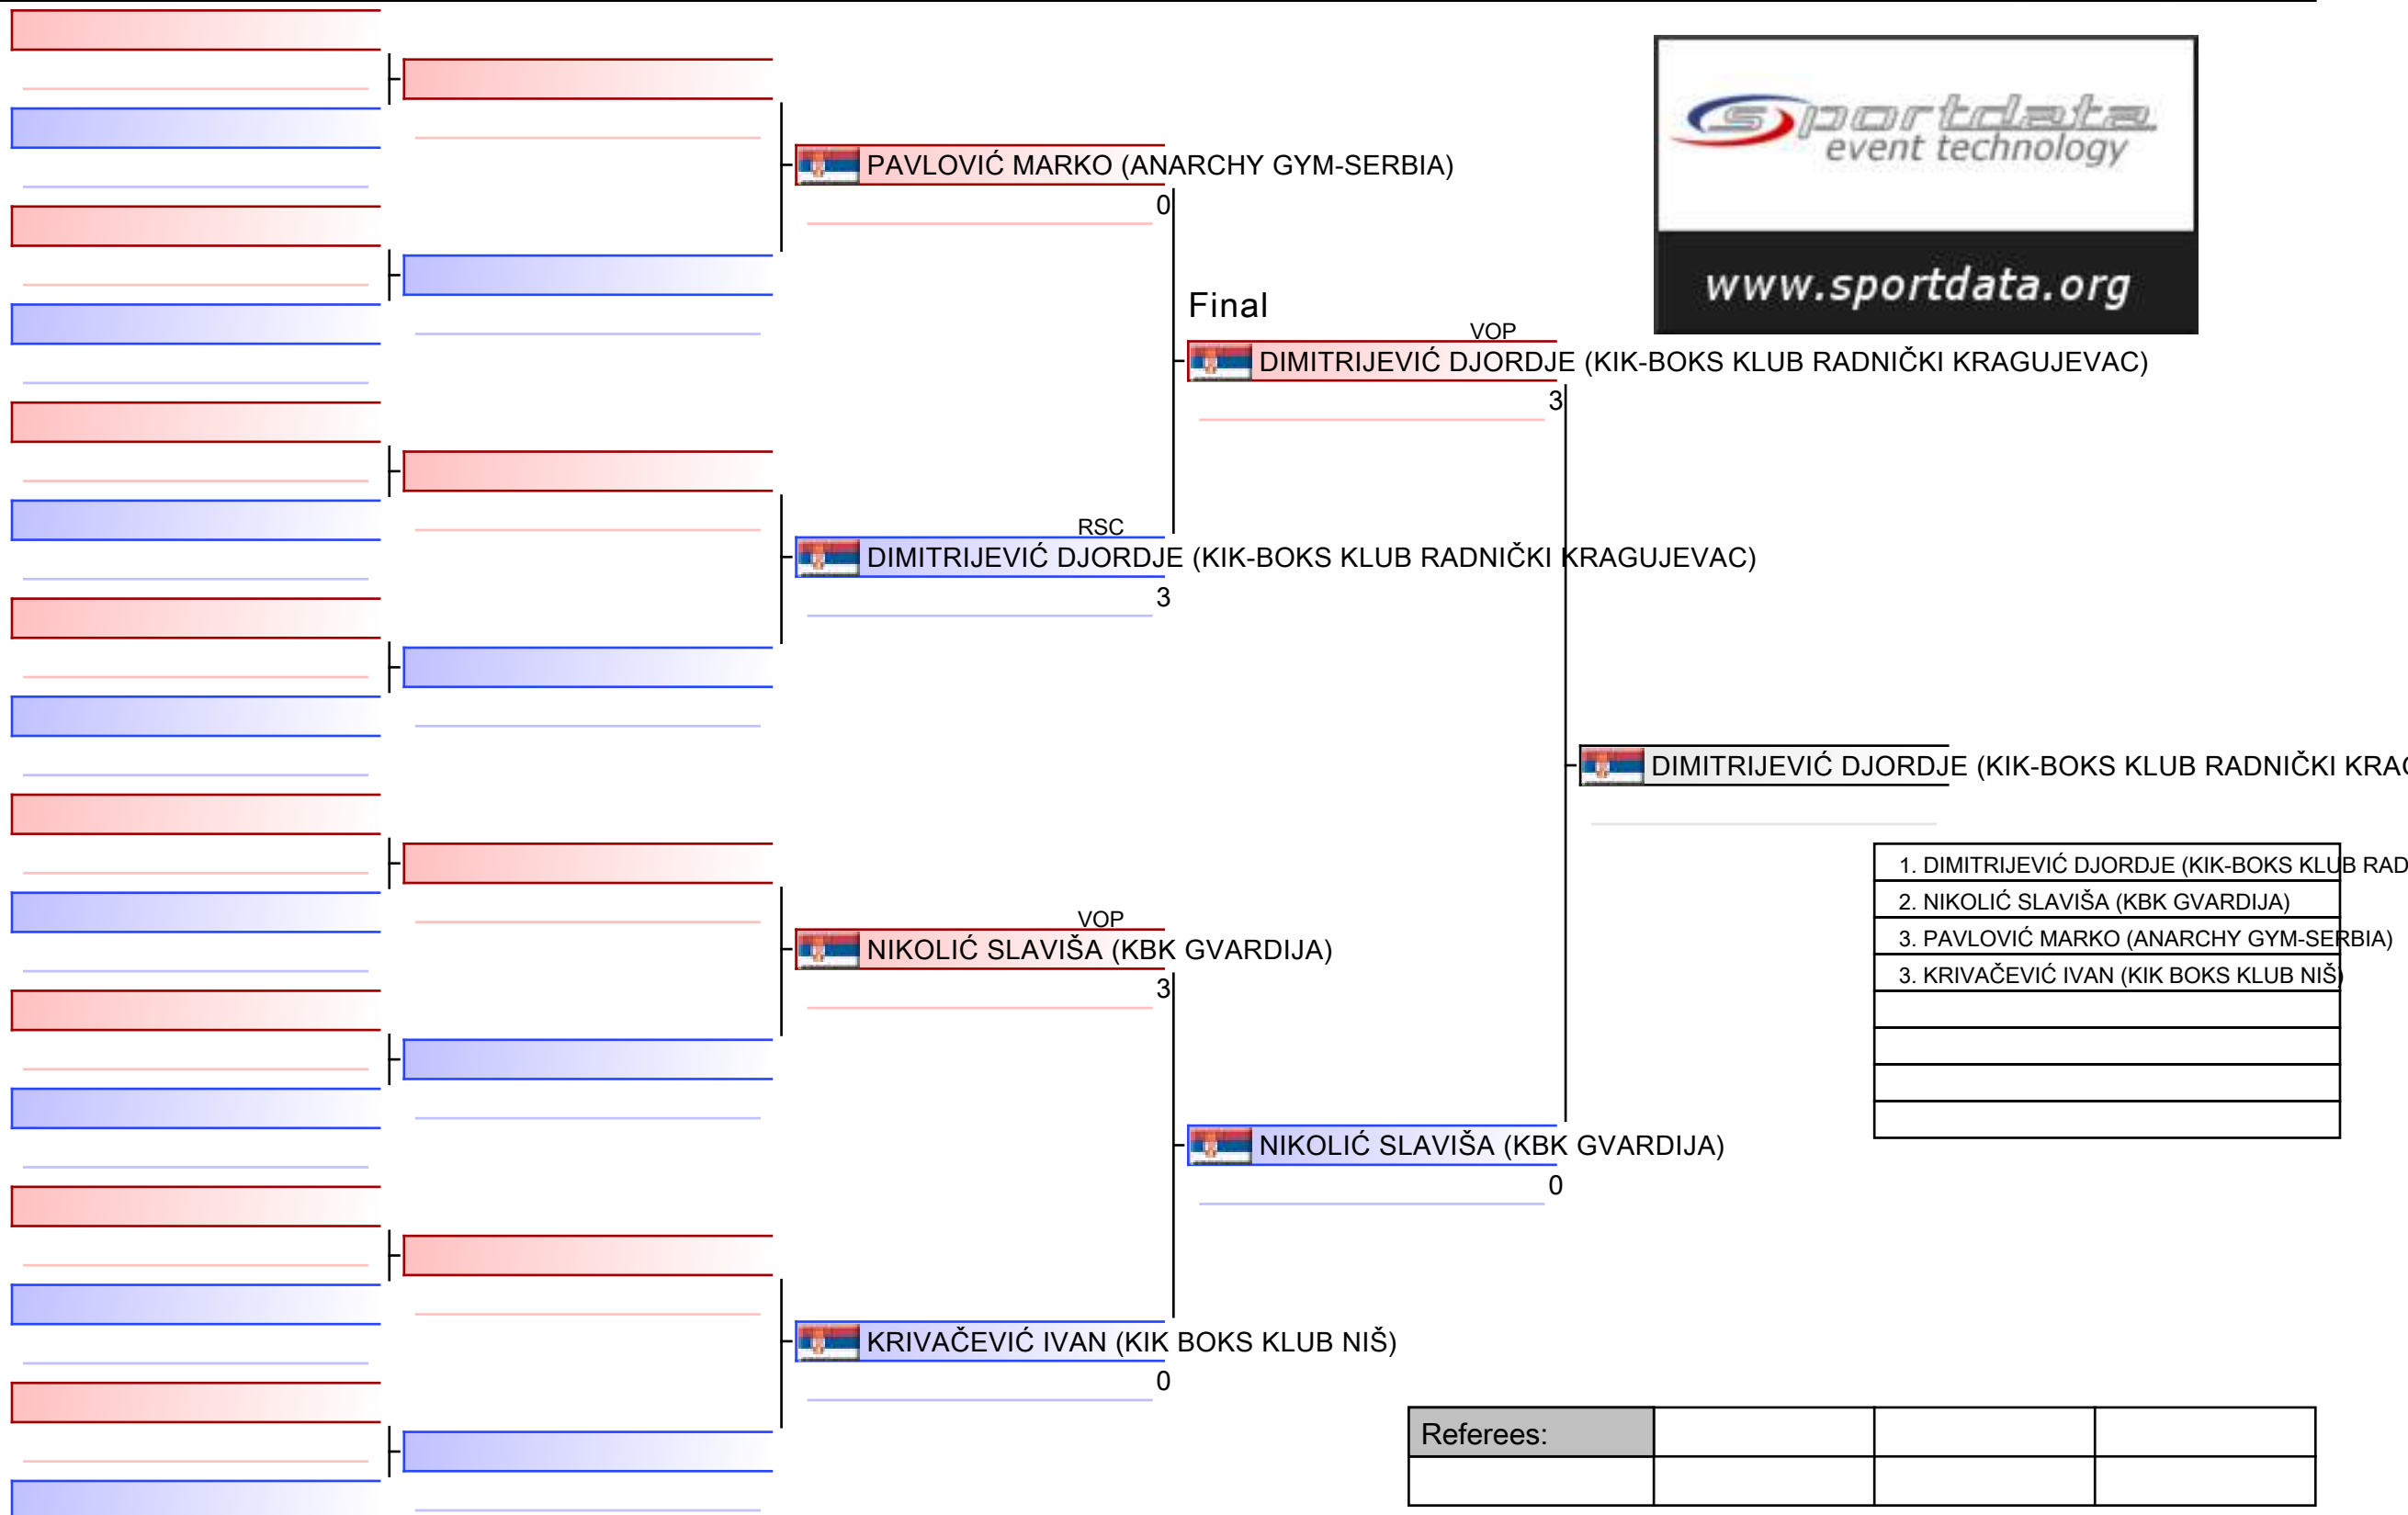 sportdata
event technology
www.sportdata.org
PAVLOVIĆ MARKO (ANARCHY GYM-SERBIA)
0
Final
VOP
DIMITRIJEVIĆ DJORDJE (KIK-BOKS KLUB RADNIČKI KRAGUJEVAC)
3
RSC
DIMITRIJEVIĆ DJORDJE (KIK-BOKS KLUB RADNIČKI KRAGUJEVAC)
3
DIMITRIJEVIĆ DJORDJE (KIK-BOKS KLUB RADNIČKI KRAG
1. DIMITRIJEVIĆ DJORDJE (KIK-BOKS KLUB RAD
2. NIKOLIĆ SLAVIŠA (KBK GVARDIJA)
3. PAVLOVIĆ MARKO (ANARCHY GYM-SERBIA)
3. KRIVAČEVIĆ IVAN (KIK BOKS KLUB NIŠ)
VOP
NIKOLIĆ SLAVIŠA (KBK GVARDIJA)
3
NIKOLIĆ SLAVIŠA (KBK GVARDIJA)
0
KRIVAČEVIĆ IVAN (KIK BOKS KLUB NIŠ)
0
Referees: